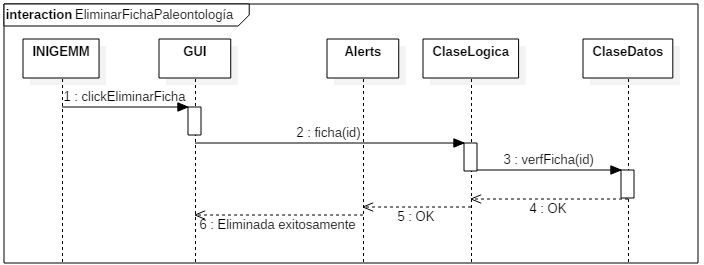 interaction EliminarFichaPaleontología
INIGEMM
GUI
Alerts
ClaseLogica
ClaseDatos
1 : clickEliminarFicha
2 : ficha(id)
3 : verfFicha(id)
4 : OK
5 : OK
6 : Eliminada exitosamente